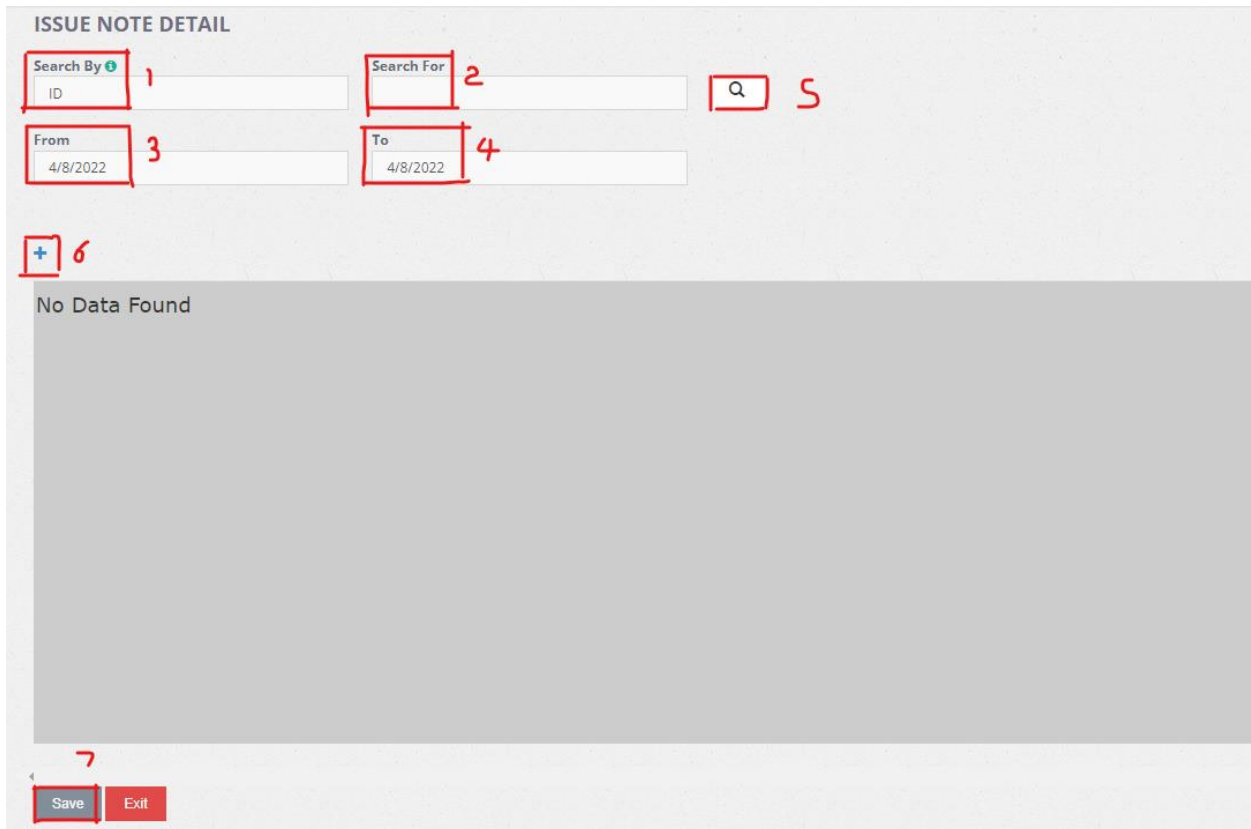 ISSUE NOTE DETAIL
Search By 1 Search For 2
ID 5
From 3 To 4
4/8/2022 4/8/2022
+ 6
No Data Found
7
Save Exit